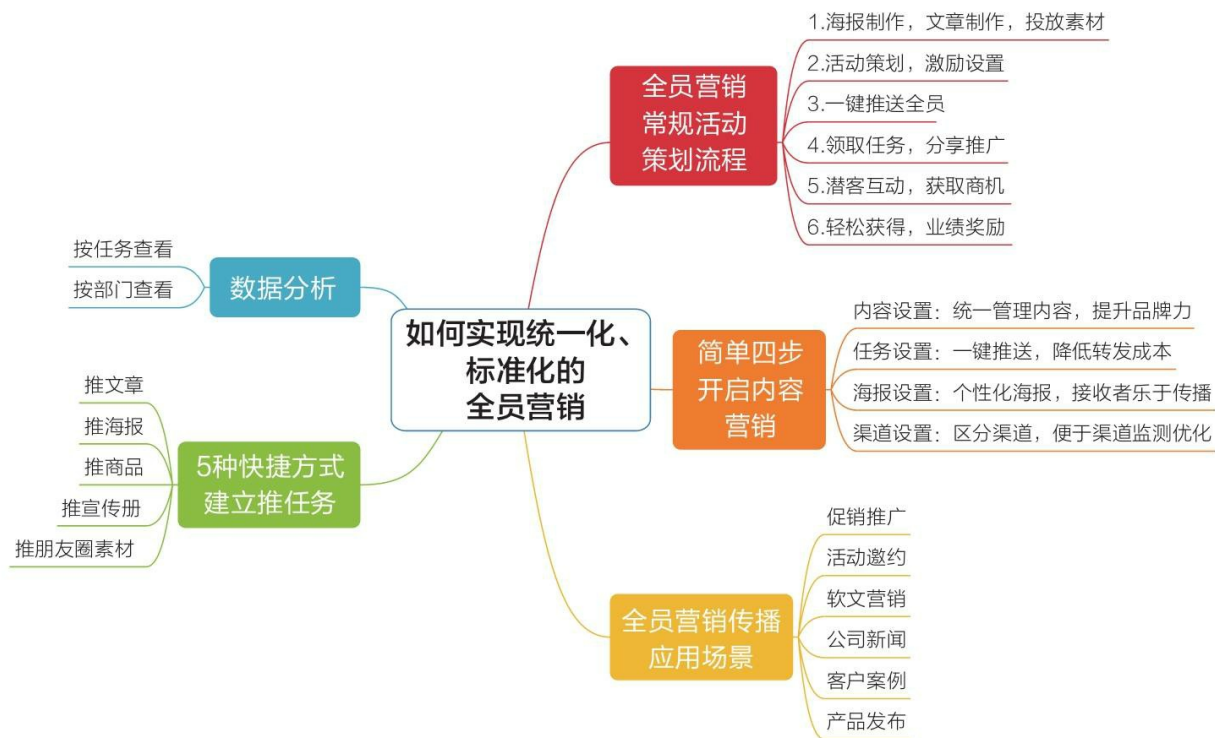 如何实现统一化、
标准化的
全员营销
全员营销
常规活动
策划流程
1.海报制作，文章制作，投放素材
2.活动策划，激励设置
3.一键推送全员
4.领取任务，分享推广
5.潜客互动，获取商机
6.轻松获得，业绩奖励
简单四步
开启内容
营销
内容设置：统一管理内容，提升品牌力
任务设置：一键推送，降低转发成本
海报设置：个性化海报，接收者乐于传播
渠道设置：区分渠道，便于渠道监测优化
全员营销传播
应用场景
促销推广
活动邀约
软文营销
公司新闻
客户案例
产品发布
5种快捷方式
建立推任务
推文章
推海报
推商品
推宣传册
推朋友圈素材
数据分析
按任务查看
按部门查看